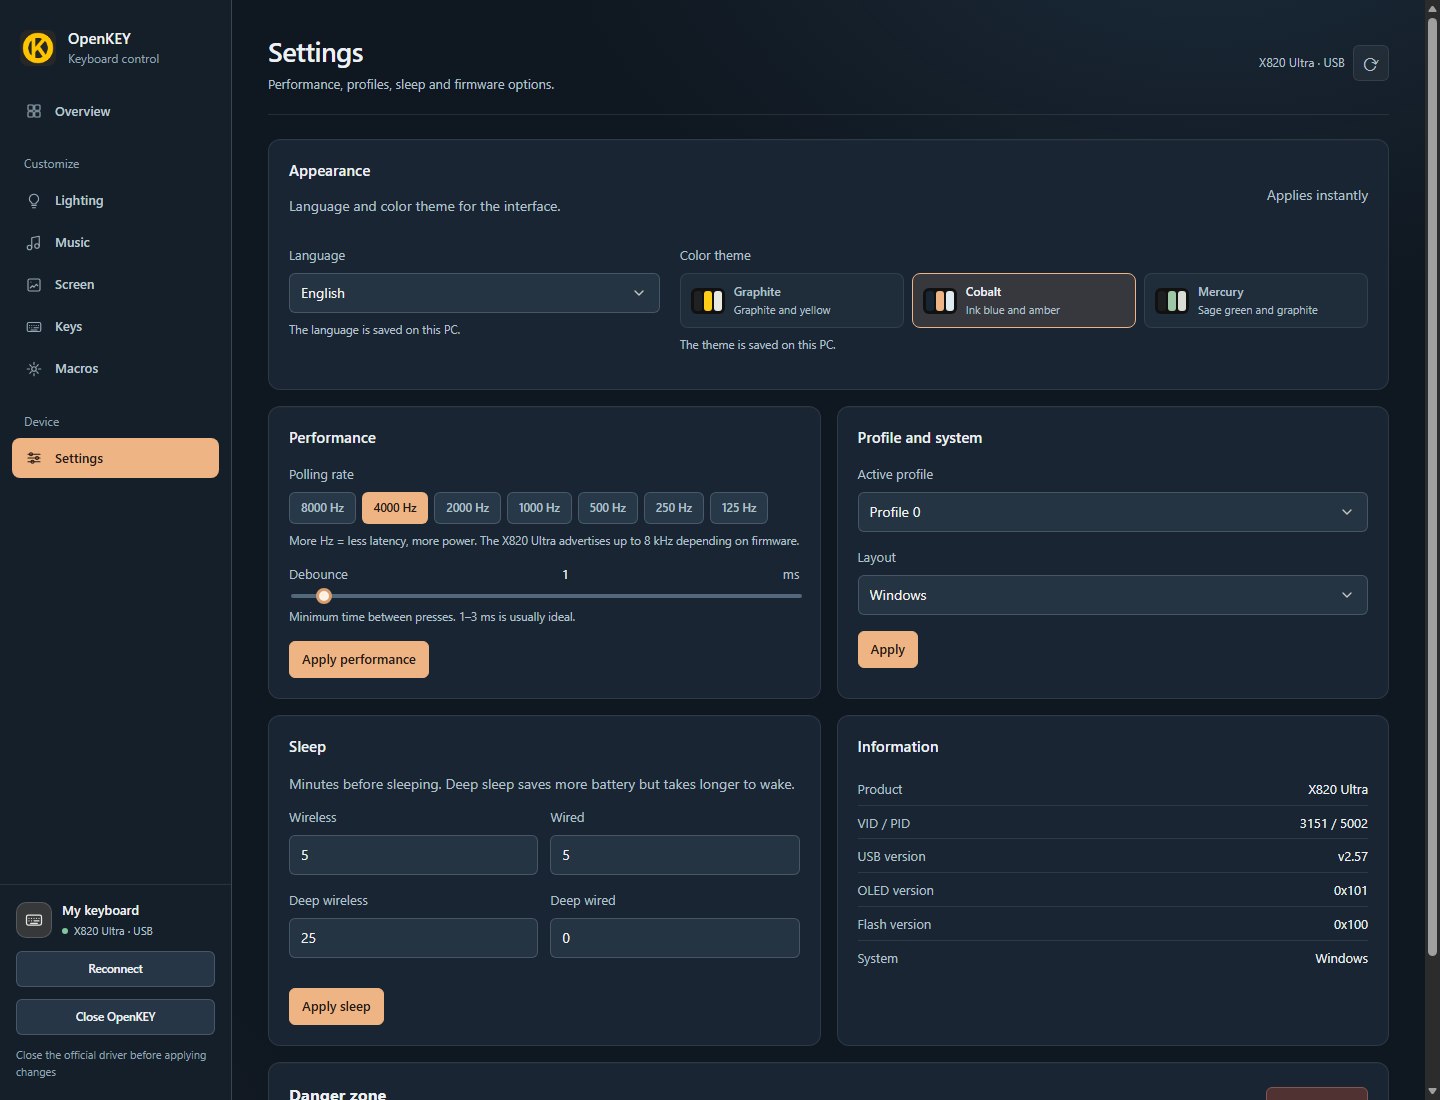 OpenKEY
Keyboard control
Overview
Customize
Lighting
Music
Screen
Keys
Macros
Device
Settings
My keyboard
X820 Ultra · USB
Reconnect
Close OpenKEY
Close the official driver before applying
changes
Settings
Performance, profiles, sleep and firmware options.
X820 Ultra · USB
Appearance
Language and color theme for the interface.
Applies instantly
Language
English
The language is saved on this PC.
Color theme
Graphite
Graphite and yellow
Cobalt
Ink blue and amber
Mercury
Sage green and graphite
The theme is saved on this PC.
Performance
Polling rate
8000 Hz
4000 Hz
2000 Hz
1000 Hz
500 Hz
250 Hz
125 Hz
More Hz = less latency, more power. The X820 Ultra advertises up to 8 kHz depending on firmware.
Debounce 1 ms
Minimum time between presses. 1–3 ms is usually ideal.
Apply performance
Profile and system
Active profile
Profile 0
Layout
Windows
Apply
Sleep
Minutes before sleeping. Deep sleep saves more battery but takes longer to wake.
Wireless
5
Wired
5
Deep wireless
25
Deep wired
0
Apply sleep
Information
Product X820 Ultra
VID / PID 3151 / 5002
USB version v2.57
OLED version 0x101
Flash version 0x100
System Windows
Danger zone